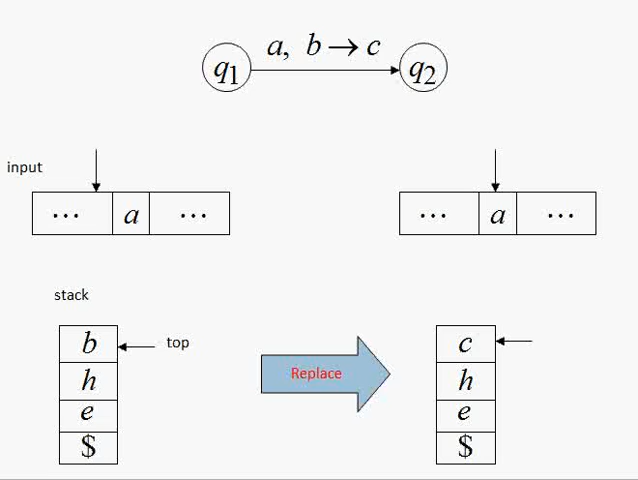 a, b → c
q1 q2
input
... a ... ... a ...
stack
b top c
h Replace h
e e
$ $